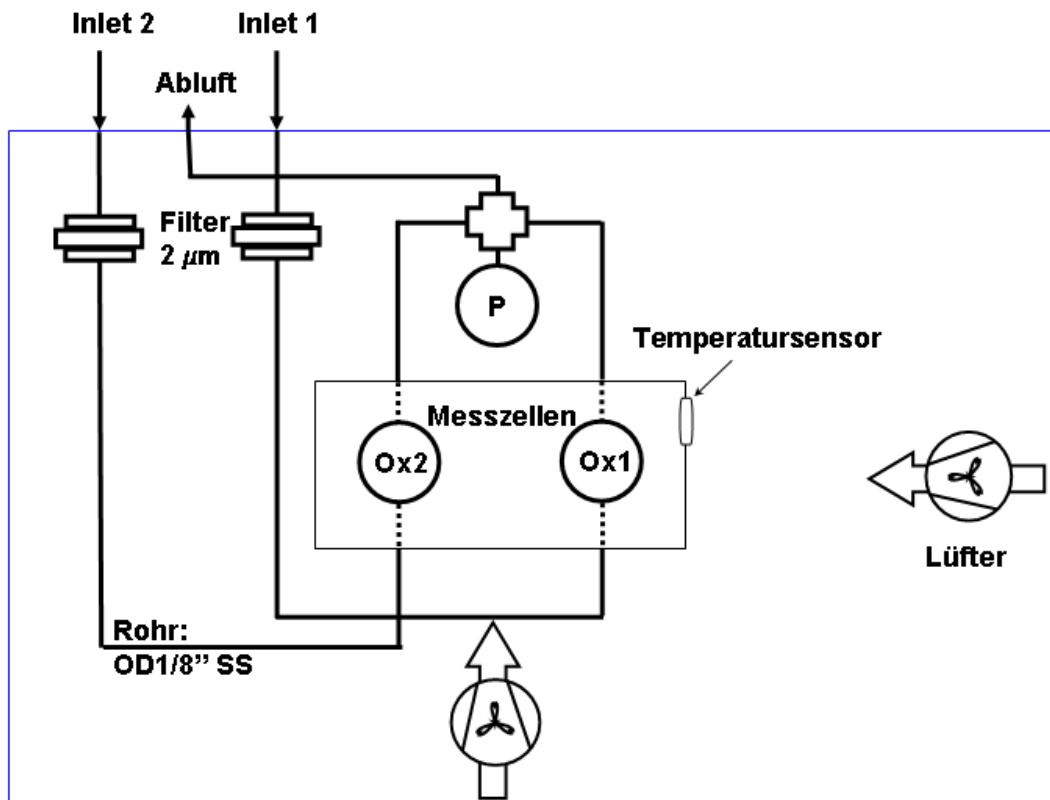 Inlet 2
Inlet 1
Abluft
Filter
2 μm
P
Temperatursensor
Messzellen
Ox2
Ox1
Lüfter
Rohr:
OD1/8” SS